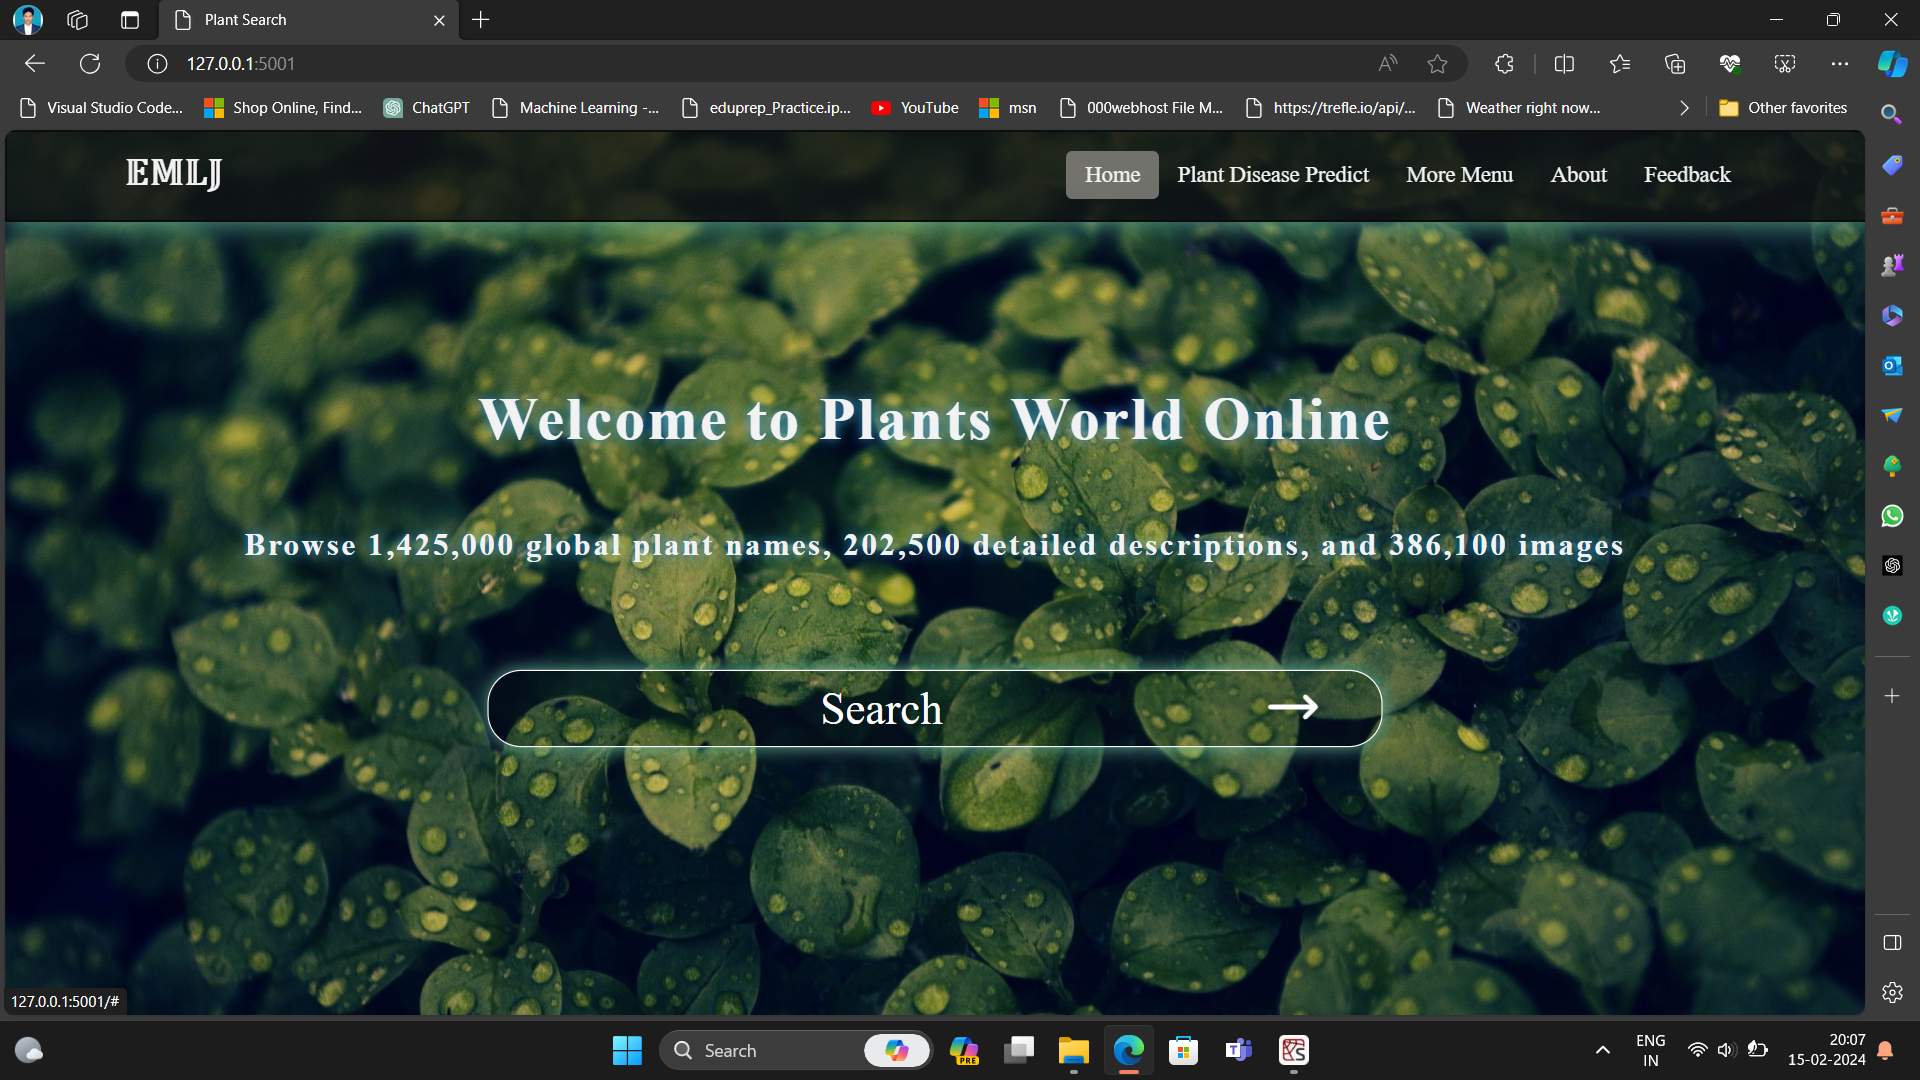 Plant Search
127.0.0.1:5001
Visual Studio Code...
Shop Online, Find...
ChatGPT
Machine Learning -...
eduprep_Practice.ip...
YouTube
msn
000webhost File M...
https://trefle.io/api/...
Weather right now...
Other favorites
EMLJ
Home
Plant Disease Predict
More Menu
About
Feedback
Welcome to Plants World Online
Browse 1,425,000 global plant names, 202,500 detailed descriptions, and 386,100 images
Search
127.0.0.1:5001/#
Search
PRE
ENG
IN
20:07
15-02-2024